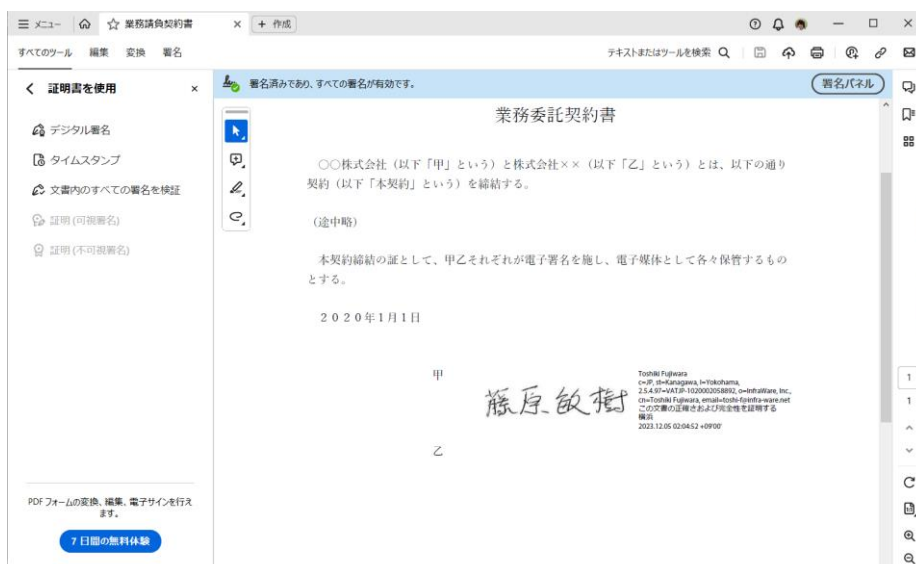 メニュー
業務請負契約書
作成
すべてのツール 編集 変換 署名
テキストまたはツールを検索
証明書を使用
署名済みであり、すべての署名が有効です。
署名パネル
デジタル署名
タイムスタンプ
文書内のすべての署名を検証
証明 (可視署名)
証明 (不可視署名)
PDF フォームの変換、編集、電子サインを行え
ます。
7 日間の無料体験
業務委託契約書
○○株式会社（以下「甲」という）と株式会社××（以下「乙」という）とは、以下の通り
契約（以下「本契約」という）を締結する。
（途中略）
本契約締結の証として、甲乙それぞれが電子署名を施し、電子媒体として各々保管するもの
とする。
２０２０年１月１日
甲
藤原敏樹
Toshiki Fujiwara
c=JP, st=Kanagawa, l=Yokohama,
2.5.4.97=VATJP-1020002058892, o=InfraWare, Inc.,
cn=Toshiki Fujiwara, email=toshi-f@infra-ware.net
この文書の正確さおよび完全性を証明する
横浜
2023.12.05 02:04:52 +09'00'
乙
1
1